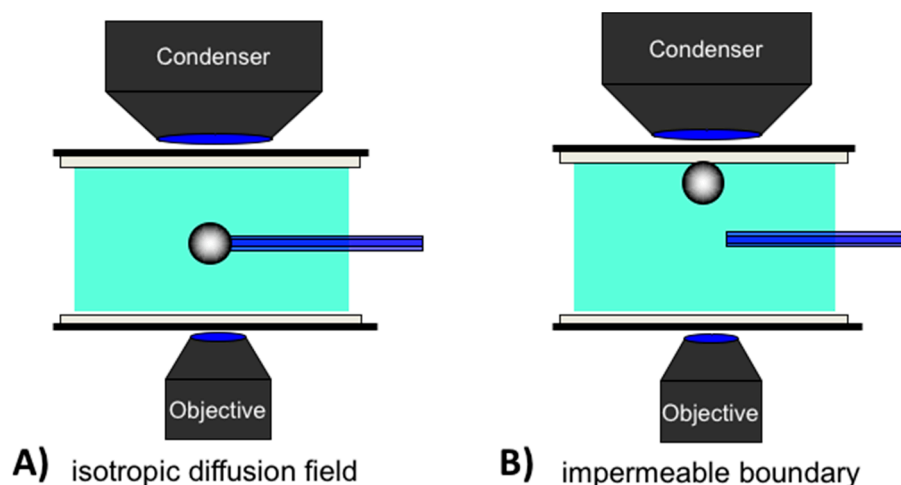 Condenser
Objective
A) isotropic diffusion field
Condenser
Objective
B) impermeable boundary